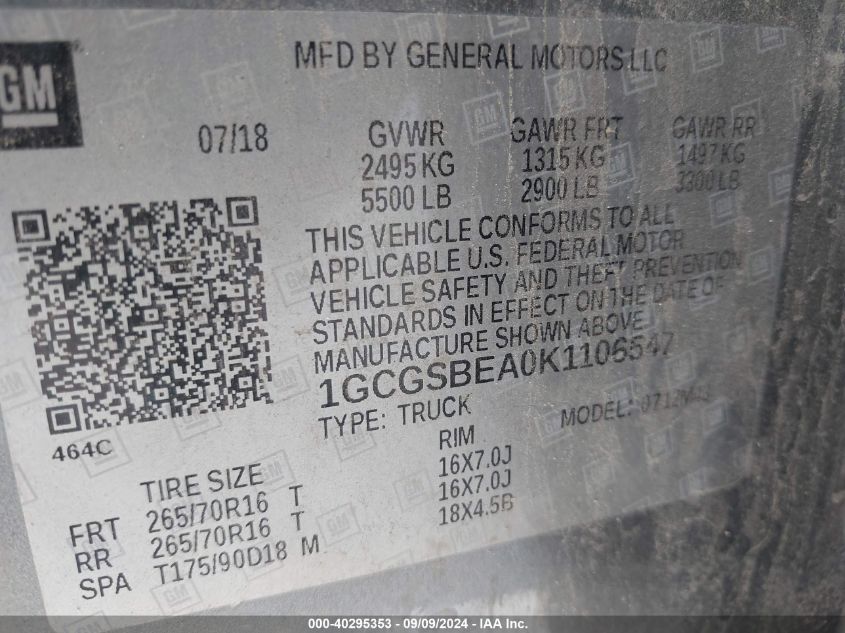 GM
MFD BY GENERAL MOTORS LLC
07/18
GVWR GAWR FRT GAWR RR
2495 KG 1315 KG 1497 KG
5500 LB 2900 LB 3300 LB
THIS VEHICLE CONFORMS TO ALL
APPLICABLE U.S. FEDERAL MOTOR
VEHICLE SAFETY AND THEFT PREVENTION
STANDARDS IN EFFECT ON THE DATE OF
MANUFACTURE SHOWN ABOVE
1GCGSBEA0K1106547
TYPE: TRUCK MODEL:
464C
TIRE SIZE RIM
FRT 265/70R16 T 16X7.0J
RR 265/70R16 T 16X7.0J
SPA T175/90D18 M 18X4.5B
000-40295353 - 09/09/2024 - IAA Inc.